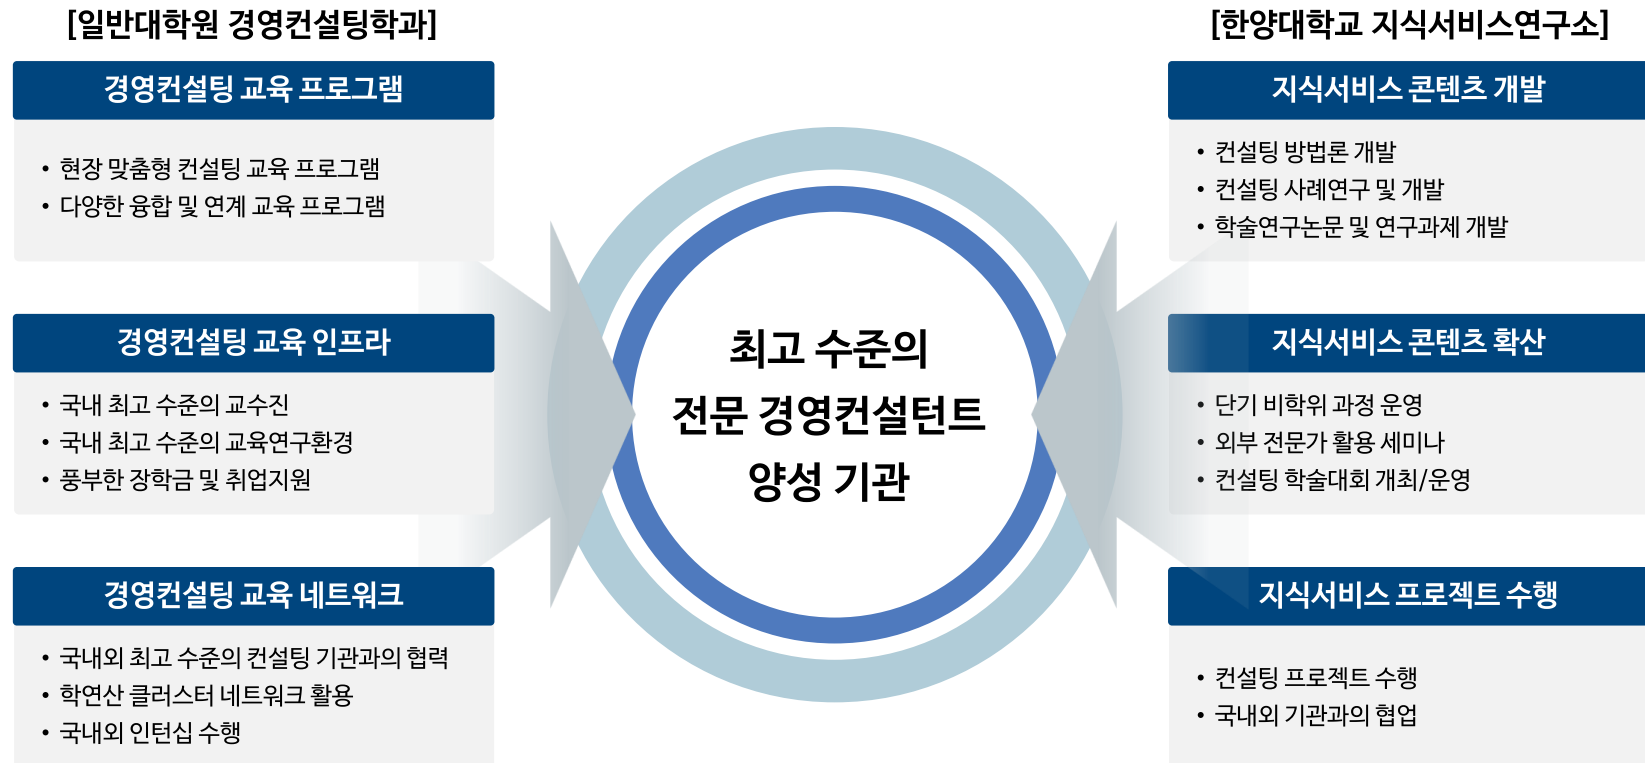 [일반대학원 경영컨설팅학과]
경영컨설팅 교육 프로그램
• 현장 맞춤형 컨설팅 교육 프로그램
• 다양한 융합 및 연계 교육 프로그램
경영컨설팅 교육 인프라
• 국내 최고 수준의 교수진
• 국내 최고 수준의 교육연구환경
• 풍부한 장학금 및 취업지원
경영컨설팅 교육 네트워크
• 국내외 최고 수준의 컨설팅 기관과의 협력
• 학연산 클러스터 네트워크 활용
• 국내외 인턴십 수행
최고 수준의
전문 경영컨설턴트
양성 기관
[한양대학교 지식서비스연구소]
지식서비스 콘텐츠 개발
• 컨설팅 방법론 개발
• 컨설팅 사례연구 및 개발
• 학술연구논문 및 연구과제 개발
지식서비스 콘텐츠 확산
• 단기 비학위 과정 운영
• 외부 전문가 활용 세미나
• 컨설팅 학술대회 개최/운영
지식서비스 프로젝트 수행
• 컨설팅 프로젝트 수행
• 국내외 기관과의 협업